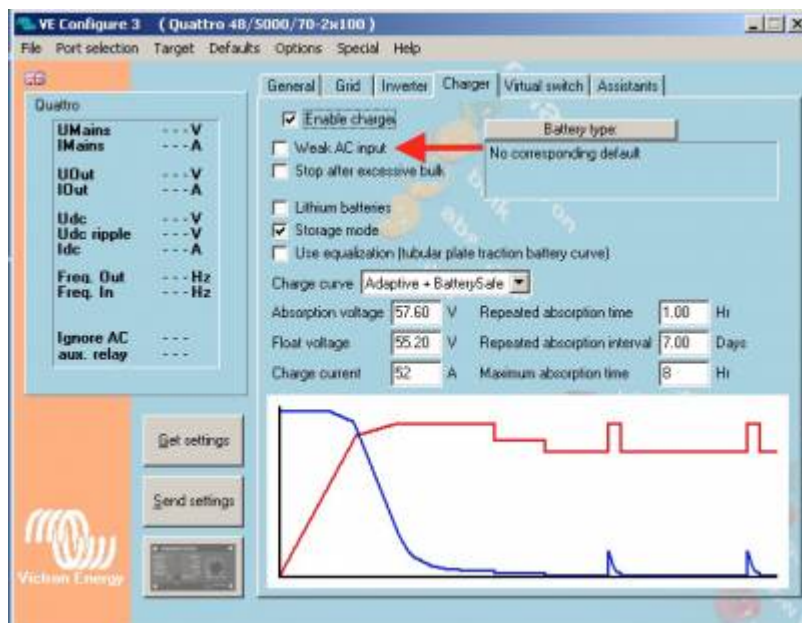 VE Configure 3 ( Quattro 48/5000/70-2x100 )
File Port selection Target Defaults Options Special Help
General Grid Inverter Charger Virtual switch Assistants
Quattro
UMains ---V
IMains ---A
UOut ---V
IOut ---A
Udc ---V
Udc ripple ---V
Idc ---A
Freq. Out ---Hz
Freq. In ---Hz
Ignore AC ---
aux. relay ---
Get settings
Send settings
Victron Energy
Enable charger
Weak AC input
Stop after excessive bulk
Battery type:
No corresponding default
Lithium batteries
Storage mode
Use equalization (tubular plate traction battery curve)
Charge curve Adaptive + BatterySafe
Absorption voltage 57.60 V Repeated absorption time 1.00 Hr
Float voltage 55.20 V Repeated absorption interval 7.00 Days
Charge current 52 A Maximum absorption time 8 Hr